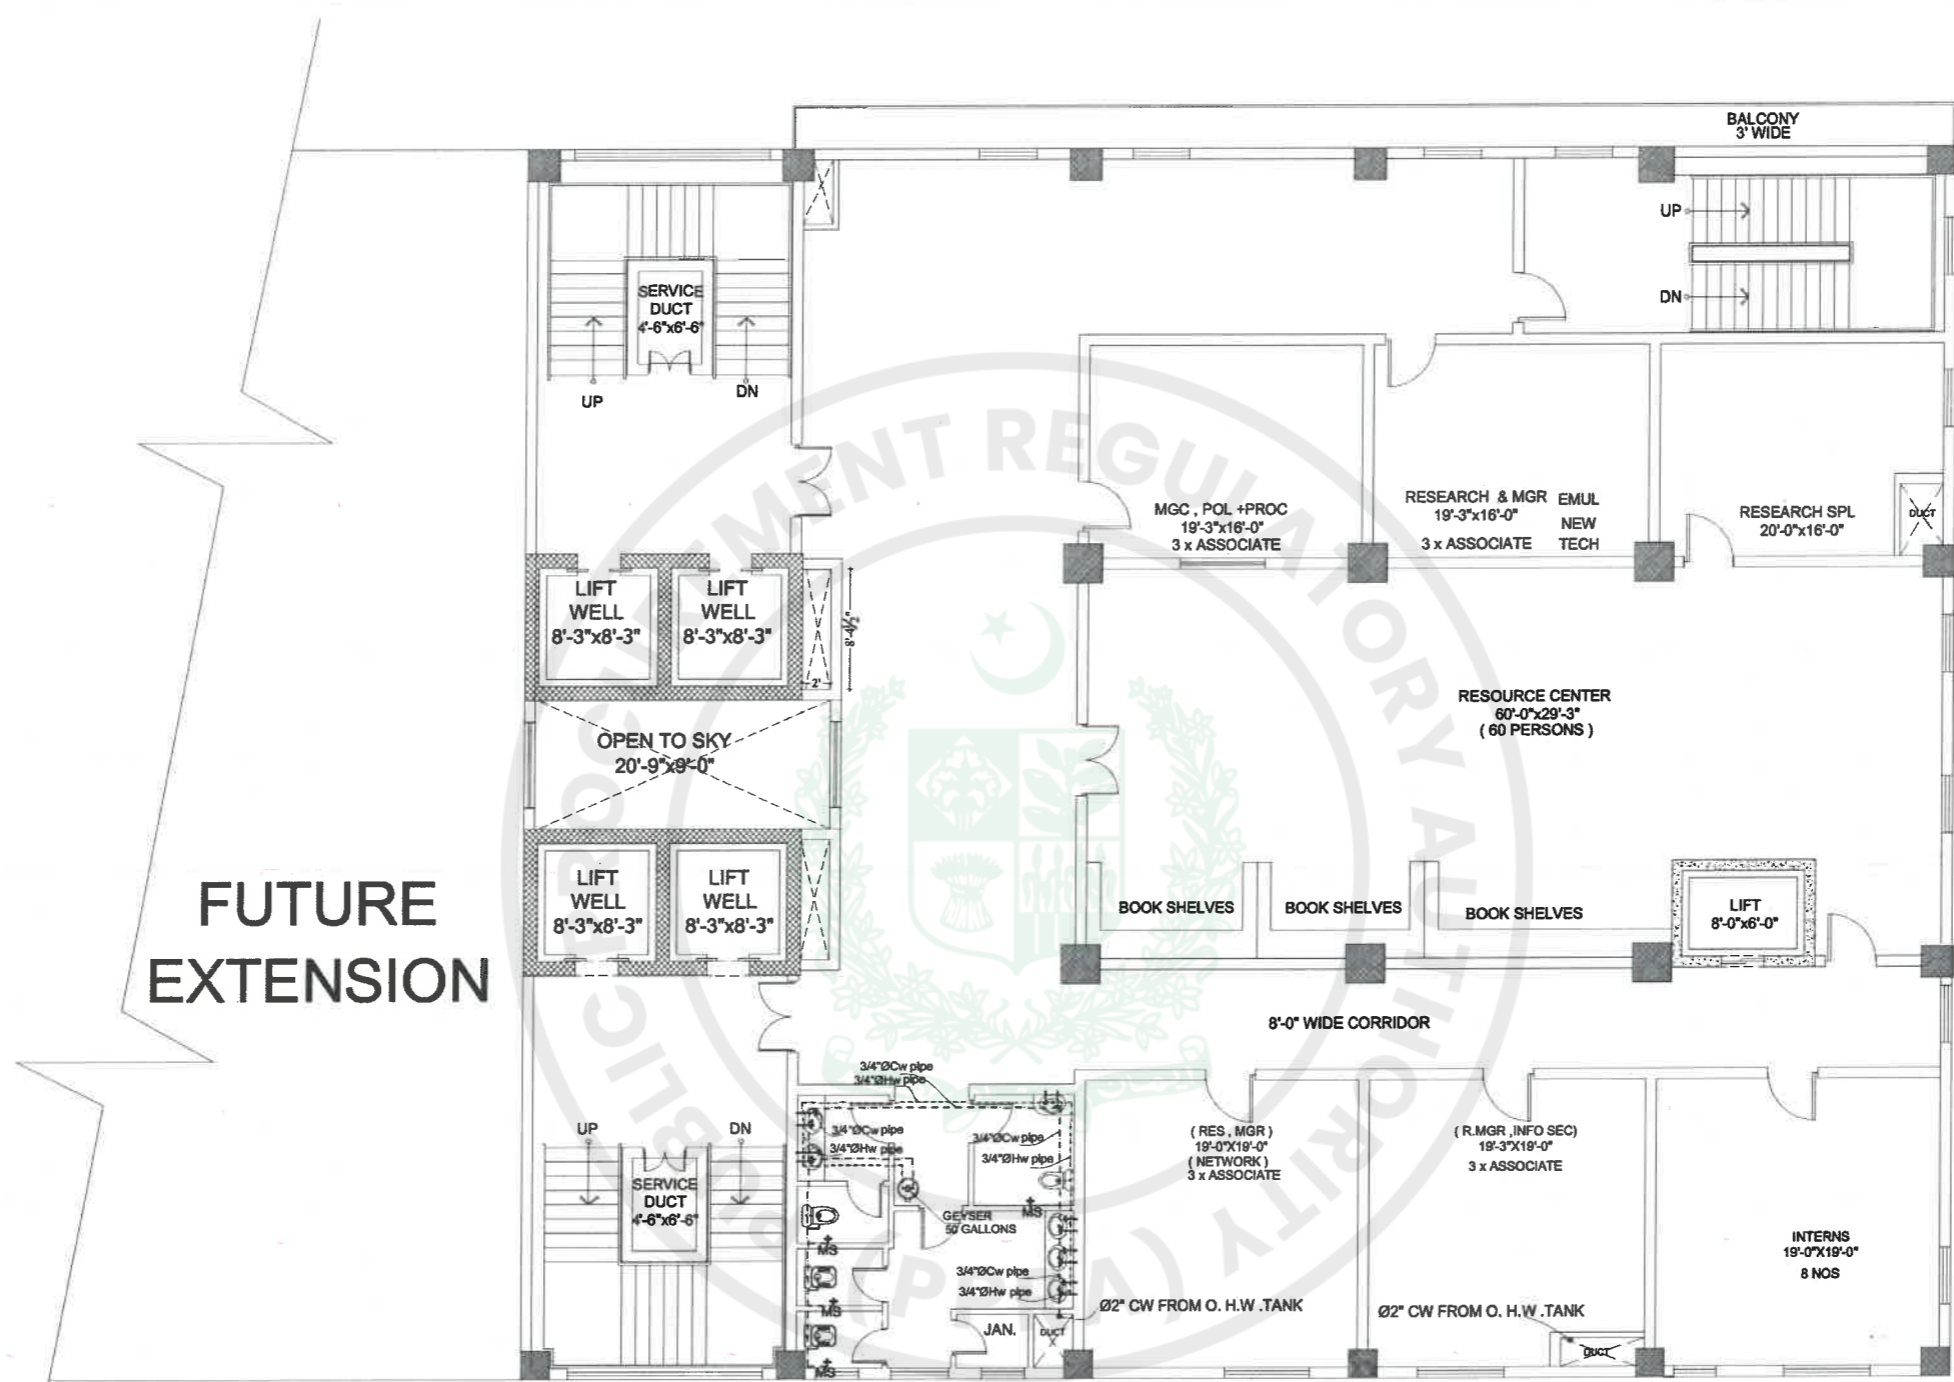 BALCONY
3' WIDE
UP
DN
SERVICE
DUCT
4'-6"x6'-6"
UP
DN
MGC , POL +PROC
19'-3"x16'-0"
3 x ASSOCIATE
RESEARCH & MGR EMUL
19'-3"x16'-0" NEW
3 x ASSOCIATE TECH
RESEARCH SPL
20'-0"x16'-0"
DUCT
LIFT
WELL
8'-3"x8'-3"
LIFT
WELL
8'-3"x8'-3"
8'-4½"
2'
OPEN TO SKY
20'-9"x9'-0"
RESOURCE CENTER
60'-0"x29'-3"
( 60 PERSONS )
FUTURE
EXTENSION
LIFT
WELL
8'-3"x8'-3"
LIFT
WELL
8'-3"x8'-3"
BOOK SHELVES
BOOK SHELVES
BOOK SHELVES
LIFT
8'-0"x6'-0"
8'-0" WIDE CORRIDOR
3/4"ØCw pipe
3/4"ØHw pipe
UP
DN
SERVICE
DUCT
4'-6"x6'-6"
3/4"ØCw pipe
3/4"ØHw pipe
3/4"ØCw pipe
3/4"ØHw pipe
GEYSER
50 GALLONS
MS
MS
MS
MS
3/4"ØCw pipe
3/4"ØHw pipe
JAN.
DUCT
( RES , MGR )
19'-0"X19'-0"
( NETWORK )
3 x ASSOCIATE
( R.MGR ,INFO SEC)
19'-3"X19'-0"
3 x ASSOCIATE
INTERNS
19'-0"X19'-0"
8 NOS
Ø2" CW FROM O. H.W .TANK
Ø2" CW FROM O. H.W .TANK
DUCT
PUBLIC PROCUREMENT REGULATORY AUTHORITY (PPRA)